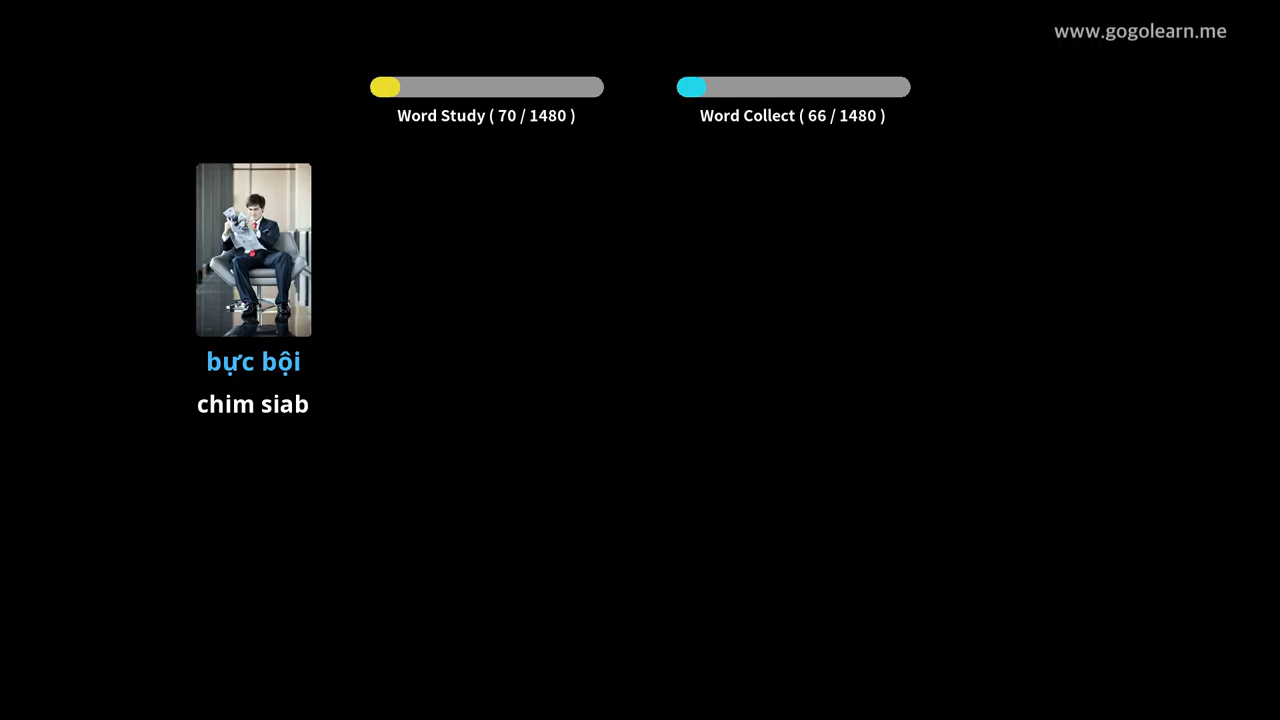 www.gogolearn.me
Word Study ( 70 / 1480 )
Word Collect ( 66 / 1480 )
bực bội
chim siab